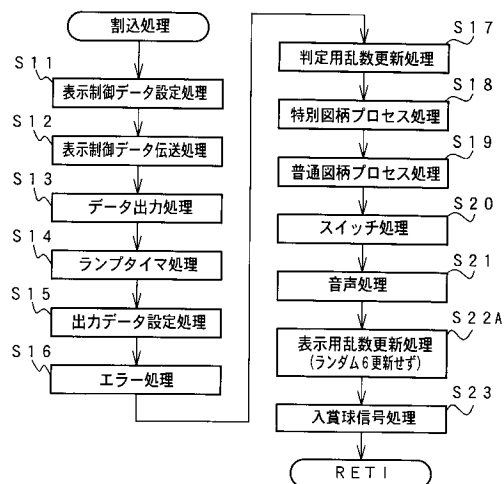 割込処理
S11
表示制御データ設定処理
S12
表示制御データ伝送処理
S13
データ出力処理
S14
ランプタイマ処理
S15
出力データ設定処理
S16
エラー処理
S17
判定用乱数更新処理
S18
特別図柄プロセス処理
S19
普通図柄プロセス処理
S20
スイッチ処理
S21
音声処理
S22A
表示用乱数更新処理
(ランダム6更新せず)
S23
入賞球信号処理
RETI